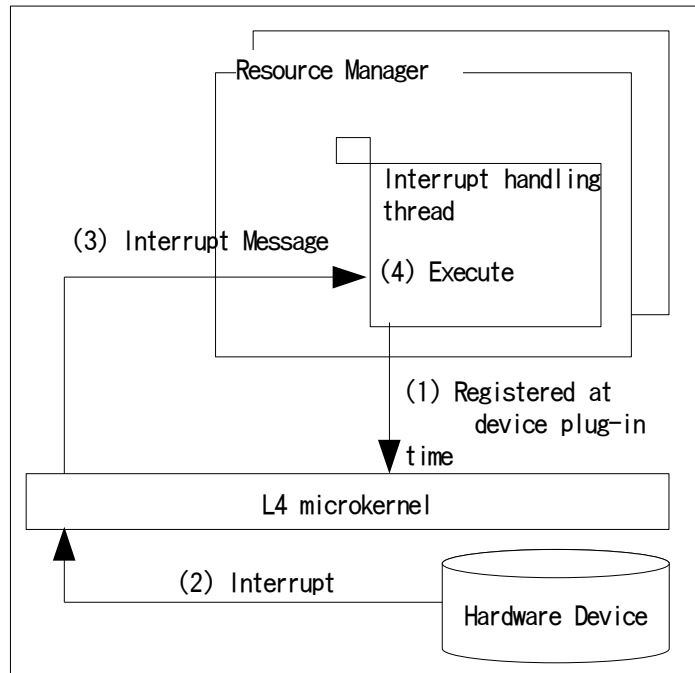 Resource Manager
Interrupt handling
thread
(3) Interrupt Message
(4) Execute
(1) Registered at
device plug-in
time
L4 microkernel
(2) Interrupt
Hardware Device